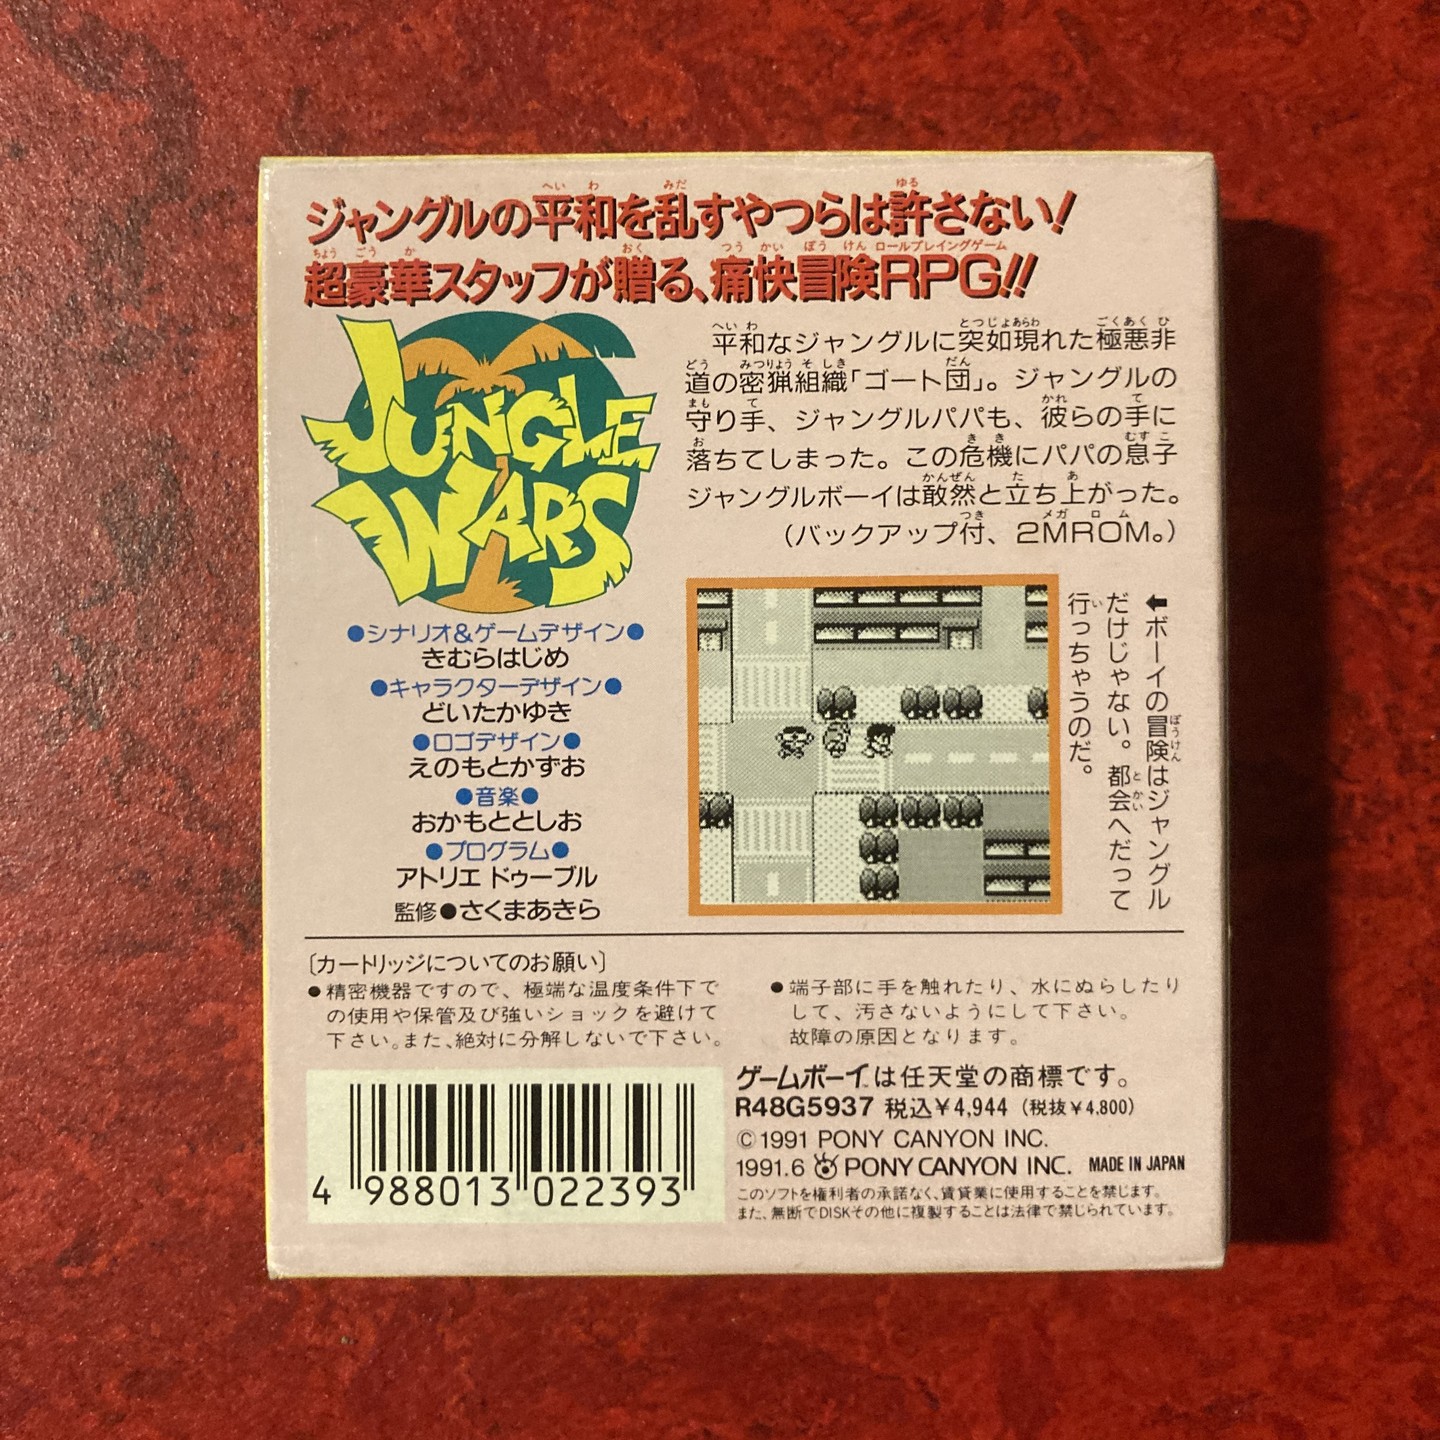 ジャングルの平和を乱すやつらは許さない!
超豪華スタッフが贈る、痛快冒険RPG!!
JUNGLE
WARS
平和なジャングルに突如現れた極悪非
道の密猟組織「ゴート団」。ジャングルの
守り手、ジャングルパパも、彼らの手に
落ちてしまった。この危機にパパの息子
ジャングルボーイは敢然と立ち上がった。
(バックアップ付、2MROM。)
●シナリオ&ゲームデザイン●
きむらはじめ
●キャラクターデザイン●
どいたかゆき
●ロゴデザイン●
えのもとかずお
●音楽●
おかもととしお
●プログラム●
アトリエ ドゥーブル
監修●さくまあきら
⬅ボーイの冒険はジャングル
だけじゃない。都会へだって
行っちゃうのだ。
〔カートリッジについてのお願い〕
●精密機器ですので、極端な温度条件下で
の使用や保管及び強いショックを避けて
下さい。また、絶対に分解しないで下さい。
●端子部に手を触れたり、水にぬらしたり
して、汚さないようにして下さい。
故障の原因となります。
4 988013 022393
ゲームボーイは任天堂の商標です。
R48G5937 税込¥4,944(税抜¥4,800)
©1991 PONY CANYON INC.
1991.6 PONY CANYON INC. MADE IN JAPAN
このソフトを権利者の承諾なく、賃貸業に使用することを禁じます。
また、無断でDISKその他に複製することは法律で禁じられています。